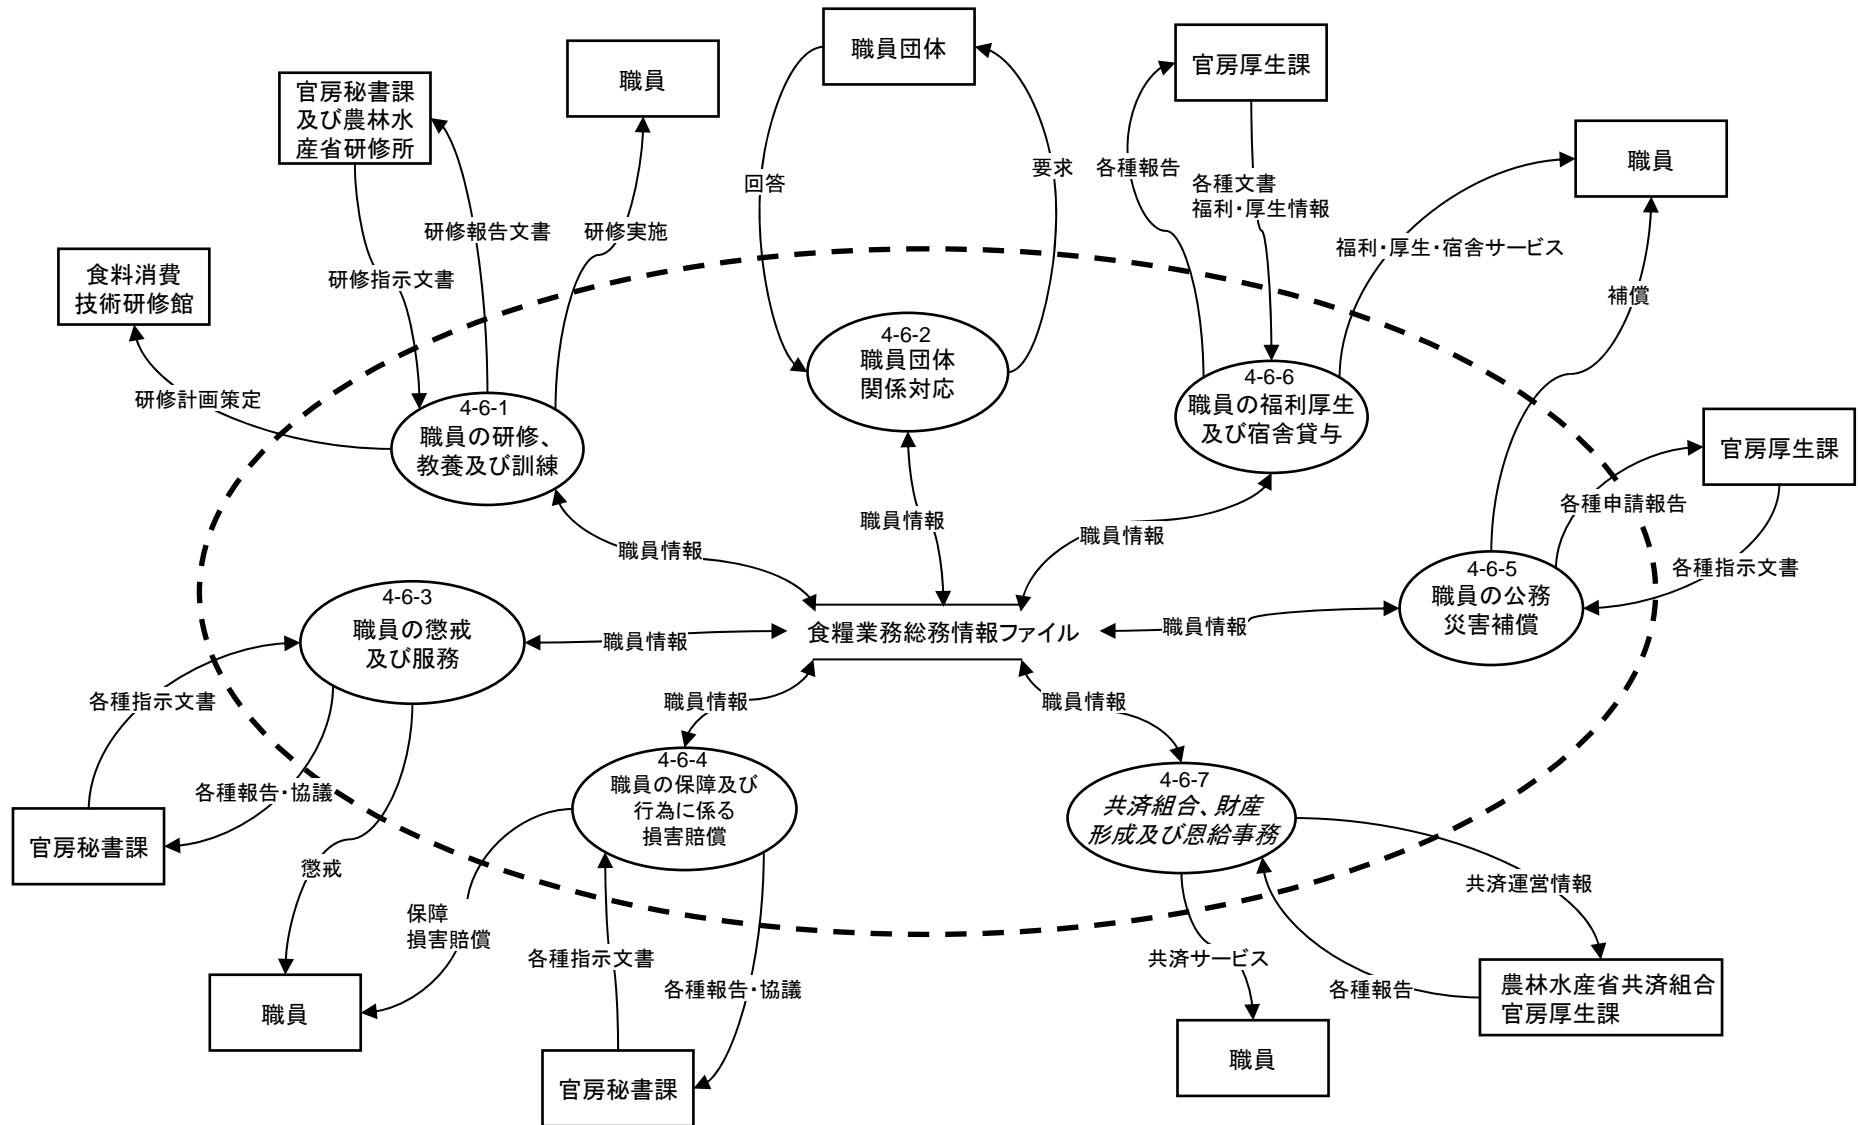 職員団体
官房厚生課
職員
官房秘書課
及び農林水
産省研修所
職員
回答
要求
各種報告
各種文書
福利・厚生情報
研修報告文書
研修実施
福利・厚生・宿舎サービス
食料消費
技術研修館
研修指示文書
補償
4-6-2
職員団体
関係対応
4-6-6
職員の福利厚生
及び宿舎貸与
研修計画策定
4-6-1
職員の研修、
教養及び訓練
官房厚生課
各種申請報告
職員情報
職員情報
職員情報
各種指示文書
4-6-5
職員の公務
災害補償
4-6-3
職員の懲戒
及び服務
職員情報
食糧業務総務情報ファイル
職員情報
各種指示文書
職員情報
職員情報
4-6-4
職員の保障及び
行為に係る
損害賠償
4-6-7
共済組合、財産
形成及び恩給事務
各種報告・協議
官房秘書課
懲戒
共済運営情報
保障
損害賠償
各種指示文書
共済サービス
各種報告・協議
各種報告
農林水産省共済組合
官房厚生課
職員
職員
官房秘書課